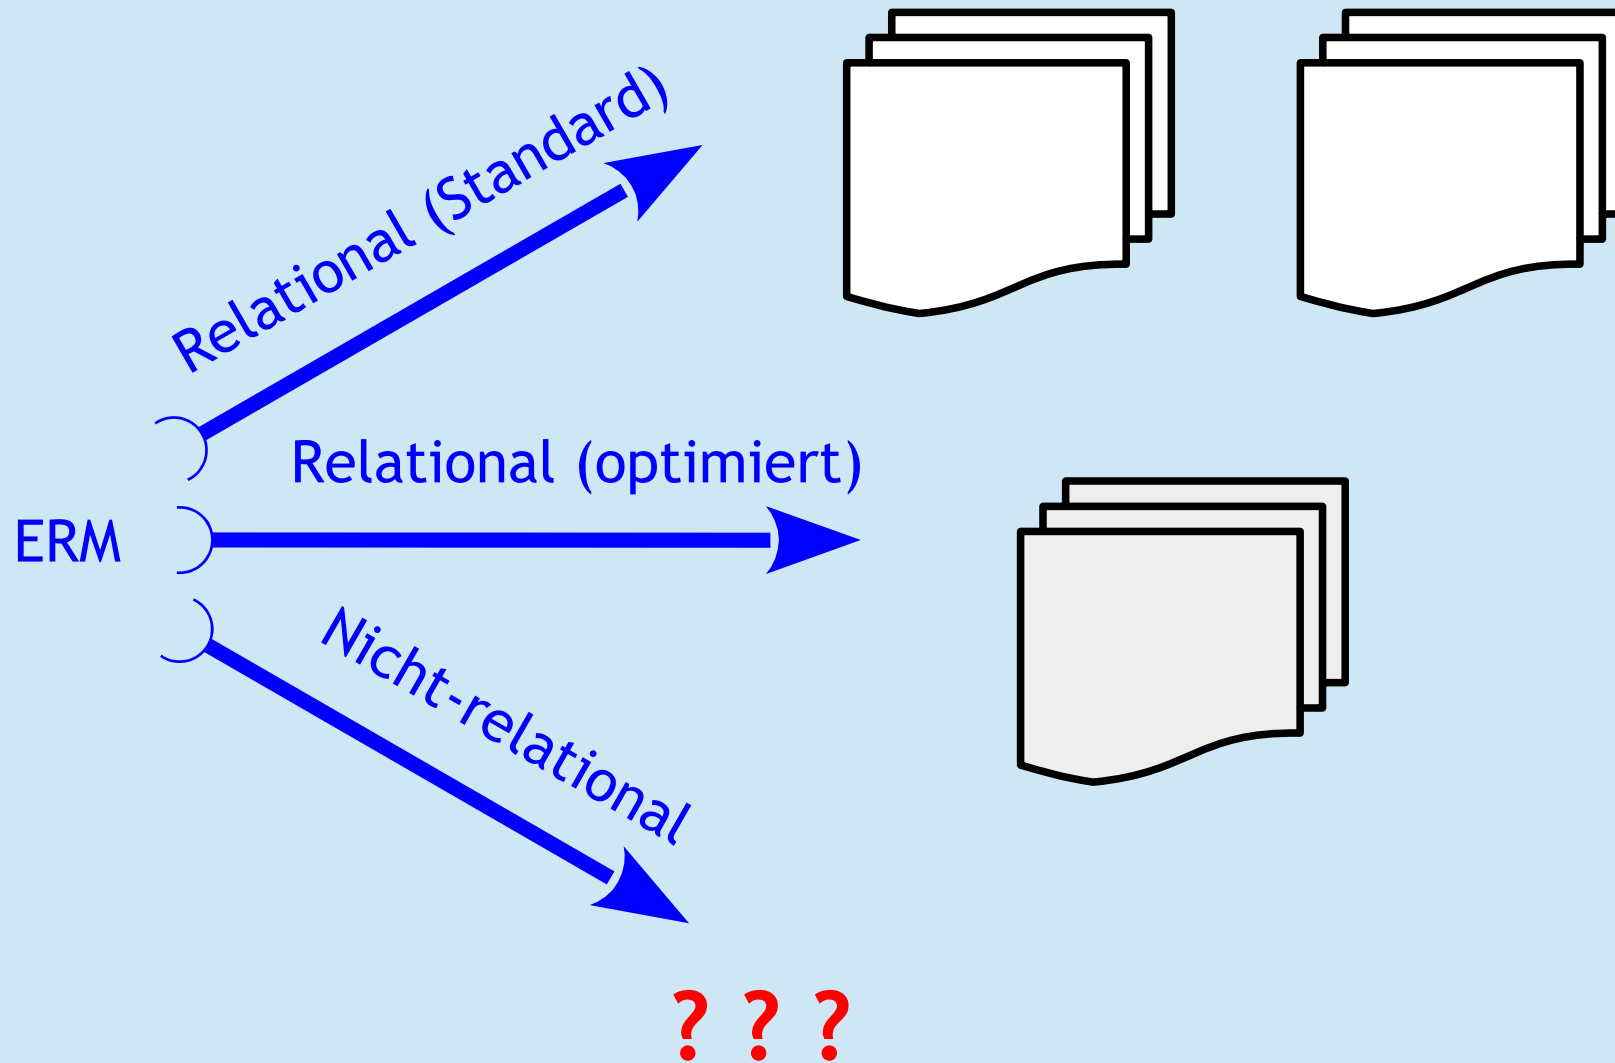 Relational (Standard)
Relational (optimiert)
ERM
Nicht-relational
? ? ?